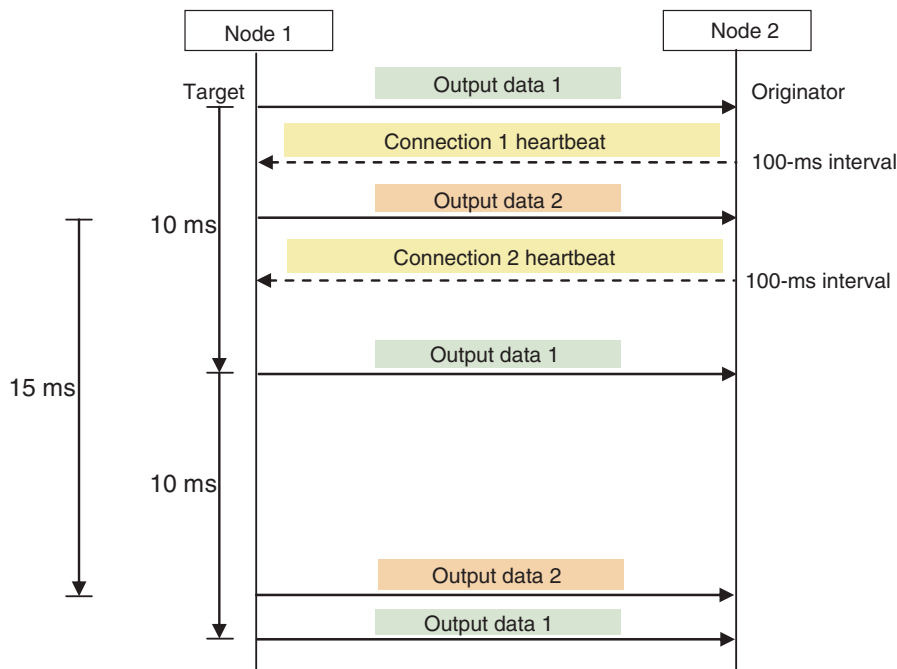 Node 1
Node 2
Target
Output data 1
Originator
Connection 1 heartbeat
100-ms interval
Output data 2
10 ms
Connection 2 heartbeat
100-ms interval
Output data 1
15 ms
10 ms
Output data 2
Output data 1